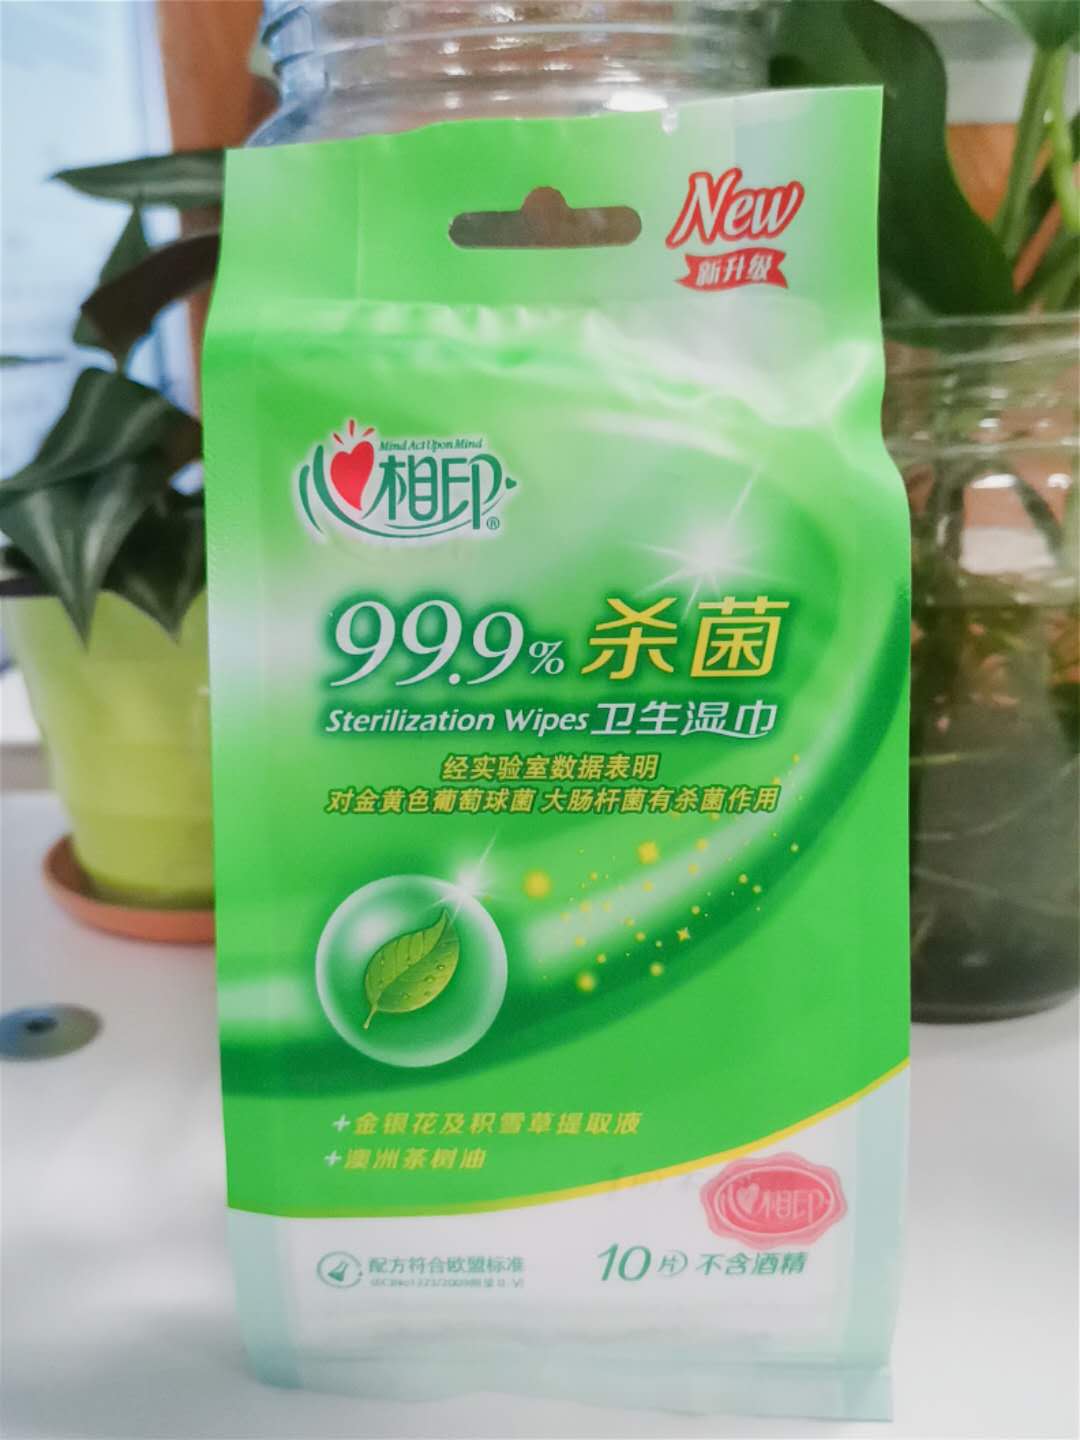 New
新升级
Mind Act Upon Mind
心相印®
99.9% 杀菌
Sterilization Wipes 卫生湿巾
经实验室数据表明
对金黄色葡萄球菌 大肠杆菌有杀菌作用
+金银花及积雪草提取液
+澳洲茶树油
心相印
配方符合欧盟标准
10片 不含酒精